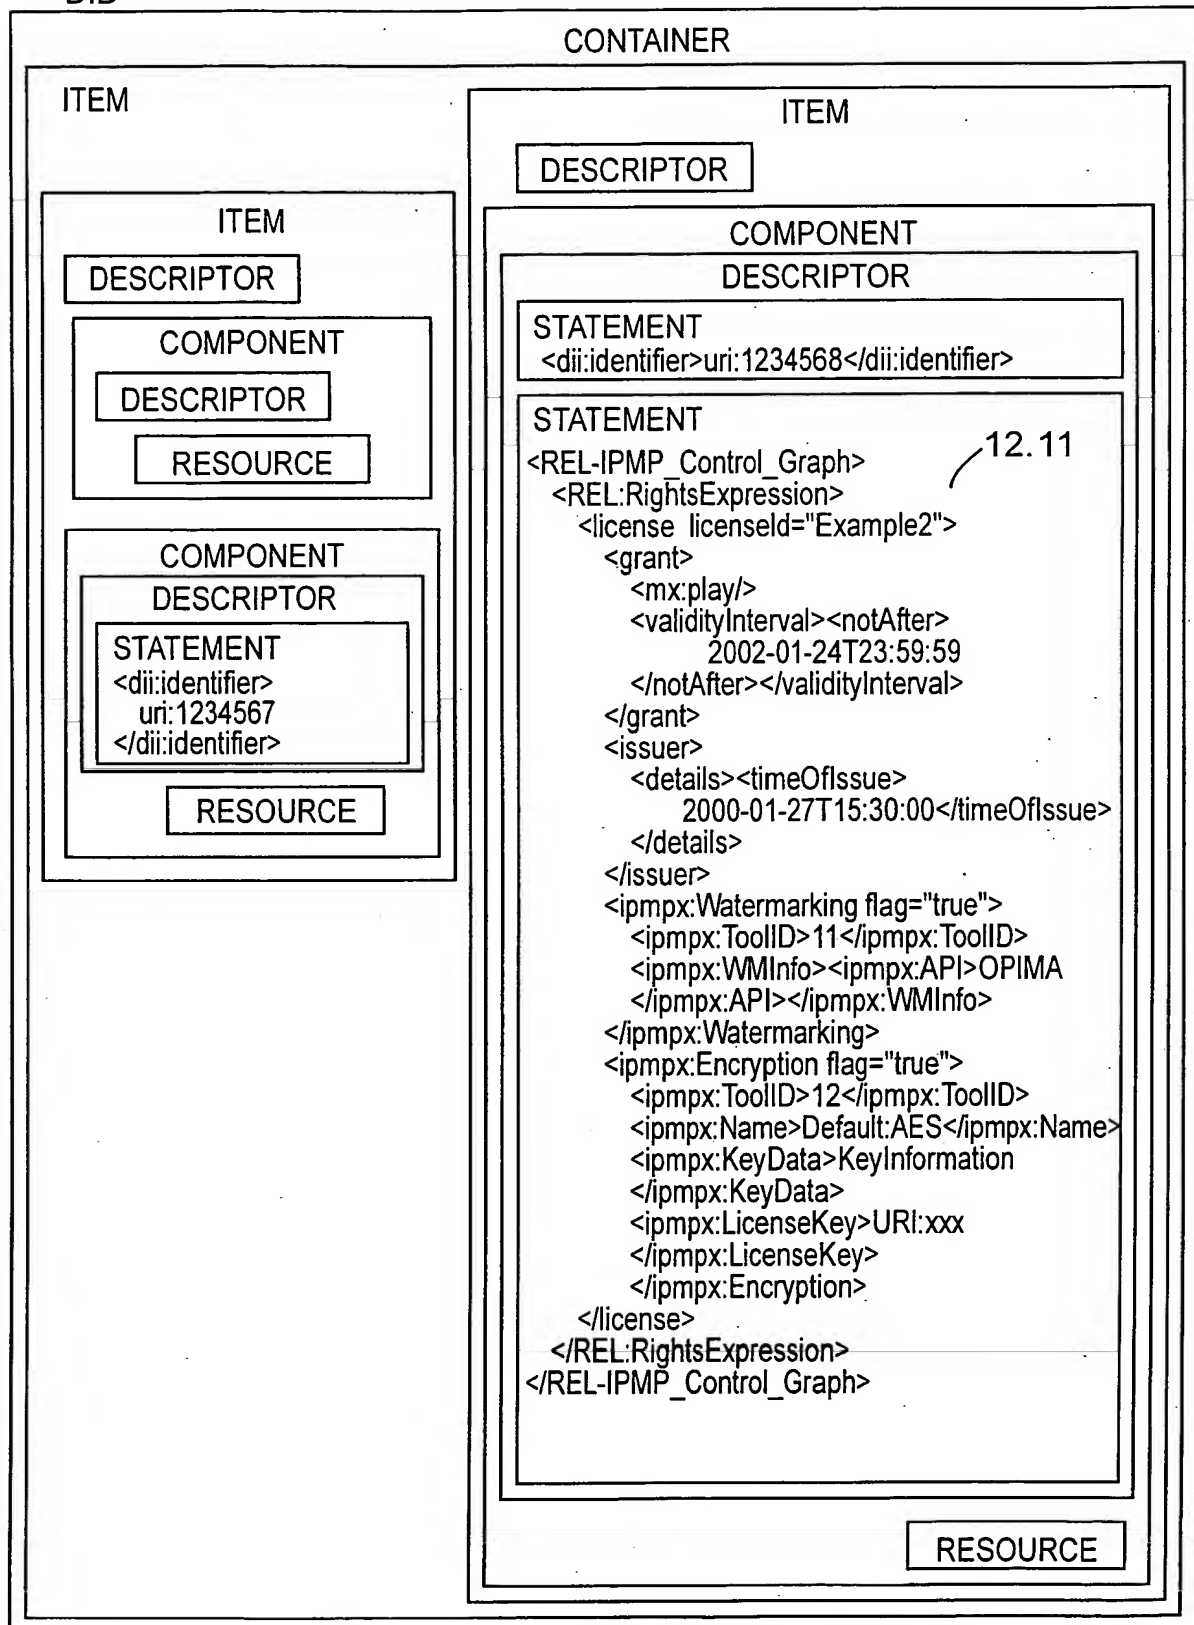 DID
CONTAINER
ITEM
ITEM
DESCRIPTOR
COMPONENT
DESCRIPTOR
RESOURCE
COMPONENT
DESCRIPTOR
STATEMENT
<dii:identifier>
uri:1234567
</dii:identifier>
RESOURCE
ITEM
DESCRIPTOR
COMPONENT
DESCRIPTOR
STATEMENT
<dii:identifier>uri:1234568</dii:identifier>
STATEMENT
12.11
<REL-IPMP_Control_Graph>
<REL:RightsExpression>
<license licenseId="Example2">
<grant>
<mx:play/>
<validityInterval><notAfter>
2002-01-24T23:59:59
</notAfter></validityInterval>
</grant>
<issuer>
<details><timeOfIssue>
2000-01-27T15:30:00</timeOfIssue>
</details>
</issuer>
<ipmpx:Watermarking flag="true">
<ipmpx:ToolID>11</ipmpx:ToolID>
<ipmpx:WMInfo><ipmpx:API>OPIMA
</ipmpx:API></ipmpx:WMInfo>
</ipmpx:Watermarking>
<ipmpx:Encryption flag="true">
<ipmpx:ToolID>12</ipmpx:ToolID>
<ipmpx:Name>Default:AES</ipmpx:Name>
<ipmpx:KeyData>KeyInformation
</ipmpx:KeyData>
<ipmpx:LicenseKey>URI:xxx
</ipmpx:LicenseKey>
</ipmpx:Encryption>
</license>
</REL:RightsExpression>
</REL-IPMP_Control_Graph>
RESOURCE